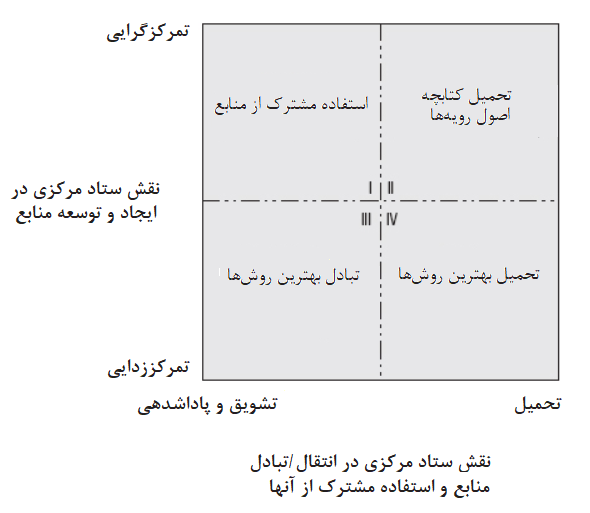 تمرکزگرایی
تحمیل کتابچه
اصول رویه‌ها
استفاده مشترک از منابع
I II
نقش ستاد مرکزی در
ایجاد و توسعه منابع
III IV
تحمیل بهترین روش‌ها
تبادل بهترین روش‌ها
تمرکززدایی
تحمیل
تشویق و پاداشدهی
نقش ستاد مرکزی در انتقال/تبادل
منابع و استفاده مشترک از آنها